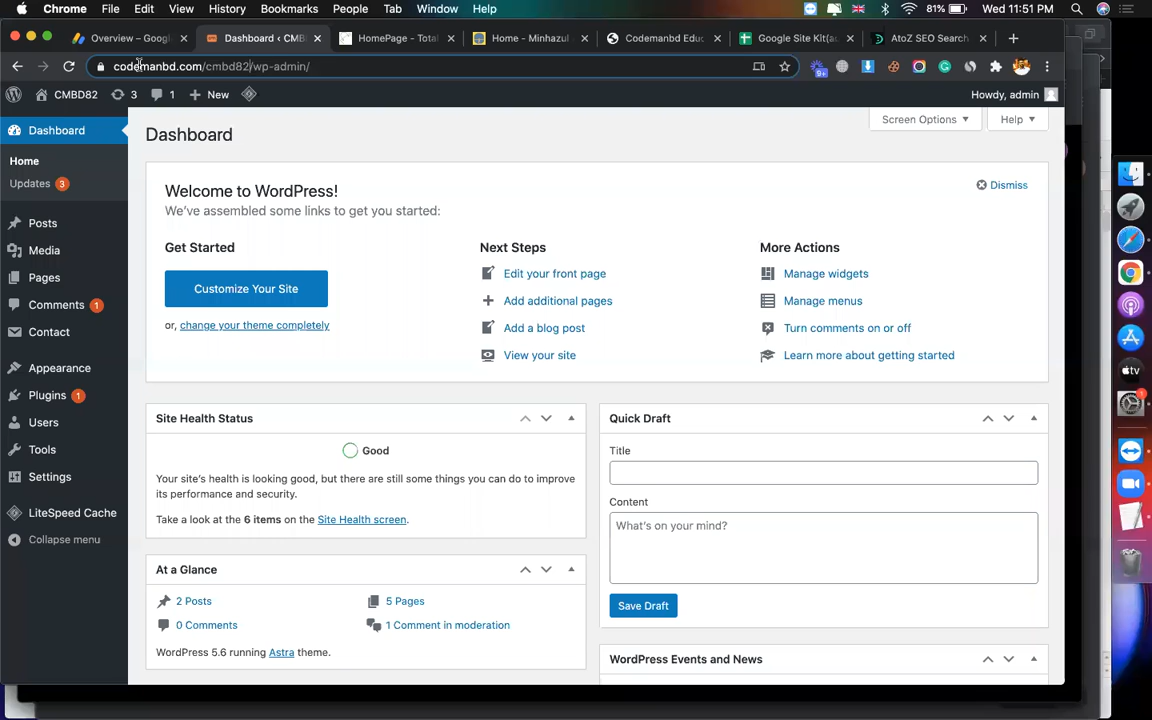 Chrome File Edit View History Bookmarks People Tab Window Help 81% Wed 11:51 PM
Overview – Googl Dashboard ‹ CMB HomePage - Total Home - Minhazul Codemanbd Educ Google Site Kit(a AtoZ SEO Search
codemanbd.com/cmbd82/wp-admin/ 9+
CMBD82 3 1 New Howdy, admin
Dashboard
Home
Updates 3
Posts
Media
Pages
Comments 1
Contact
Appearance
Plugins 1
Users
Tools
Settings
LiteSpeed Cache
Collapse menu
Screen Options Help
Dashboard
Welcome to WordPress!
Dismiss
We've assembled some links to get you started:
Get Started
Customize Your Site
or, change your theme completely
Next Steps
Edit your front page
Add additional pages
Add a blog post
View your site
More Actions
Manage widgets
Manage menus
Turn comments on or off
Learn more about getting started
Site Health Status
Good
Your site's health is looking good, but there are still some things you can do to improve
its performance and security.
Take a look at the 6 items on the Site Health screen.
At a Glance
2 Posts 5 Pages
0 Comments 1 Comment in moderation
WordPress 5.6 running Astra theme.
Quick Draft
Title
Content
What's on your mind?
Save Draft
WordPress Events and News
tv
1